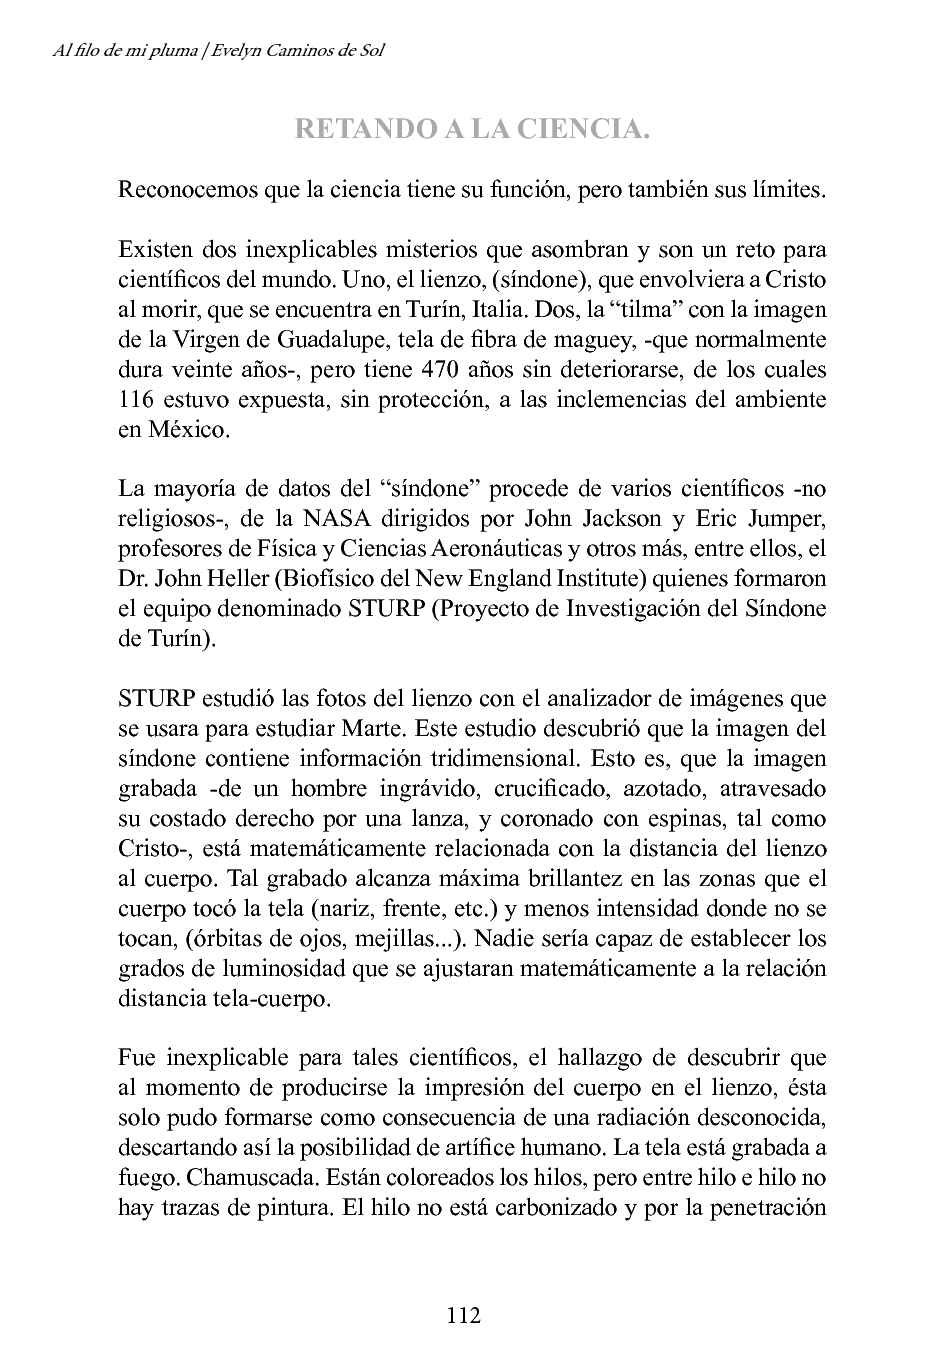 Al filo de mi pluma | Evelyn Caminos de Sol
RETANDO A LA CIENCIA.
Reconocemos que la ciencia tiene su función, pero también sus límites.
Existen dos inexplicables misterios que asombran y son un reto para
científicos del mundo. Uno, el lienzo, (síndone), que envolviera a Cristo
al morir, que se encuentra en Turín, Italia. Dos, la “tilma” con la imagen
de la Virgen de Guadalupe, tela de fibra de maguey, -que normalmente
dura veinte años-, pero tiene 470 años sin deteriorarse, de los cuales
116 estuvo expuesta, sin protección, a las inclemencias del ambiente
en México.
La mayoría de datos del “síndone” procede de varios científicos -no
religiosos-, de la NASA dirigidos por John Jackson y Eric Jumper,
profesores de Física y Ciencias Aeronáuticas y otros más, entre ellos, el
Dr. John Heller (Biofísico del New England Institute) quienes formaron
el equipo denominado STURP (Proyecto de Investigación del Síndone
de Turín).
STURP estudió las fotos del lienzo con el analizador de imágenes que
se usara para estudiar Marte. Este estudio descubrió que la imagen del
síndone contiene información tridimensional. Esto es, que la imagen
grabada -de un hombre ingrávido, crucificado, azotado, atravesado
su costado derecho por una lanza, y coronado con espinas, tal como
Cristo-, está matemáticamente relacionada con la distancia del lienzo
al cuerpo. Tal grabado alcanza máxima brillantez en las zonas que el
cuerpo tocó la tela (nariz, frente, etc.) y menos intensidad donde no se
tocan, (órbitas de ojos, mejillas...). Nadie sería capaz de establecer los
grados de luminosidad que se ajustaran matemáticamente a la relación
distancia tela-cuerpo.
Fue inexplicable para tales científicos, el hallazgo de descubrir que
al momento de producirse la impresión del cuerpo en el lienzo, ésta
solo pudo formarse como consecuencia de una radiación desconocida,
descartando así la posibilidad de artífice humano. La tela está grabada a
fuego. Chamuscada. Están coloreados los hilos, pero entre hilo e hilo no
hay trazas de pintura. El hilo no está carbonizado y por la penetración
112